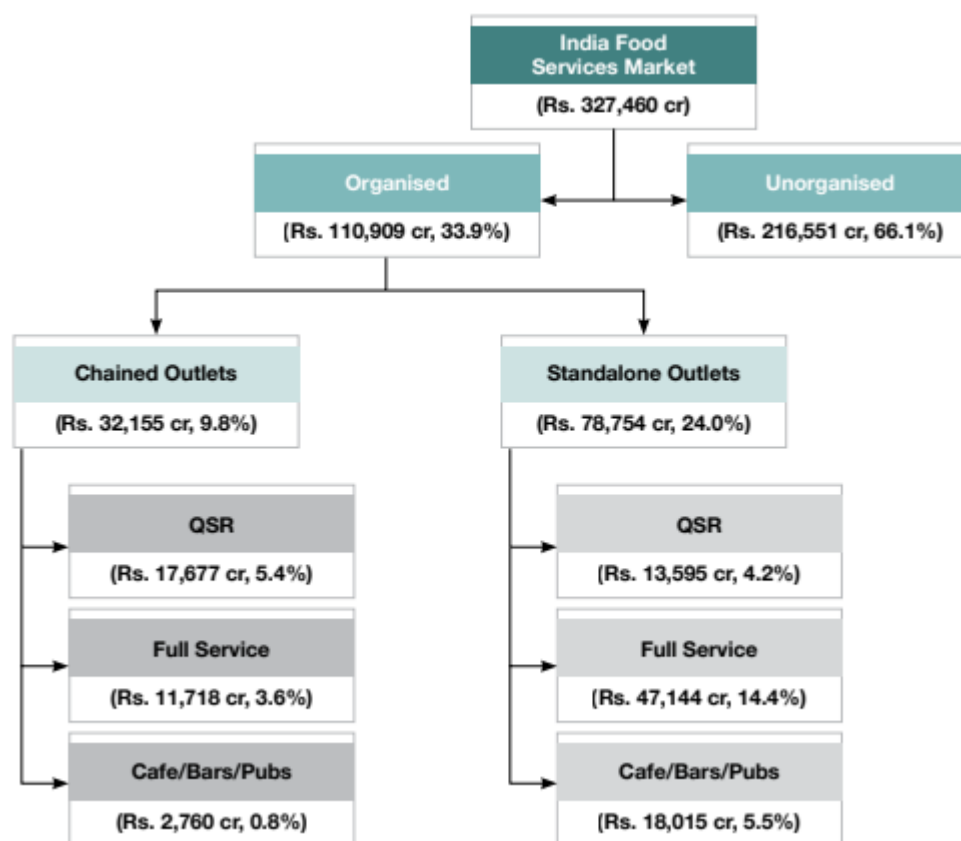 India Food
Services Market
(Rs. 327,460 cr)
Organised
(Rs. 110,909 cr, 33.9%)
Unorganised
(Rs. 216,551 cr, 66.1%)
Chained Outlets
(Rs. 32,155 cr, 9.8%)
Standalone Outlets
(Rs. 78,754 cr, 24.0%)
QSR
(Rs. 17,677 cr, 5.4%)
Full Service
(Rs. 11,718 cr, 3.6%)
Cafe/Bars/Pubs
(Rs. 2,760 cr, 0.8%)
QSR
(Rs. 13,595 cr, 4.2%)
Full Service
(Rs. 47,144 cr, 14.4%)
Cafe/Bars/Pubs
(Rs. 18,015 cr, 5.5%)